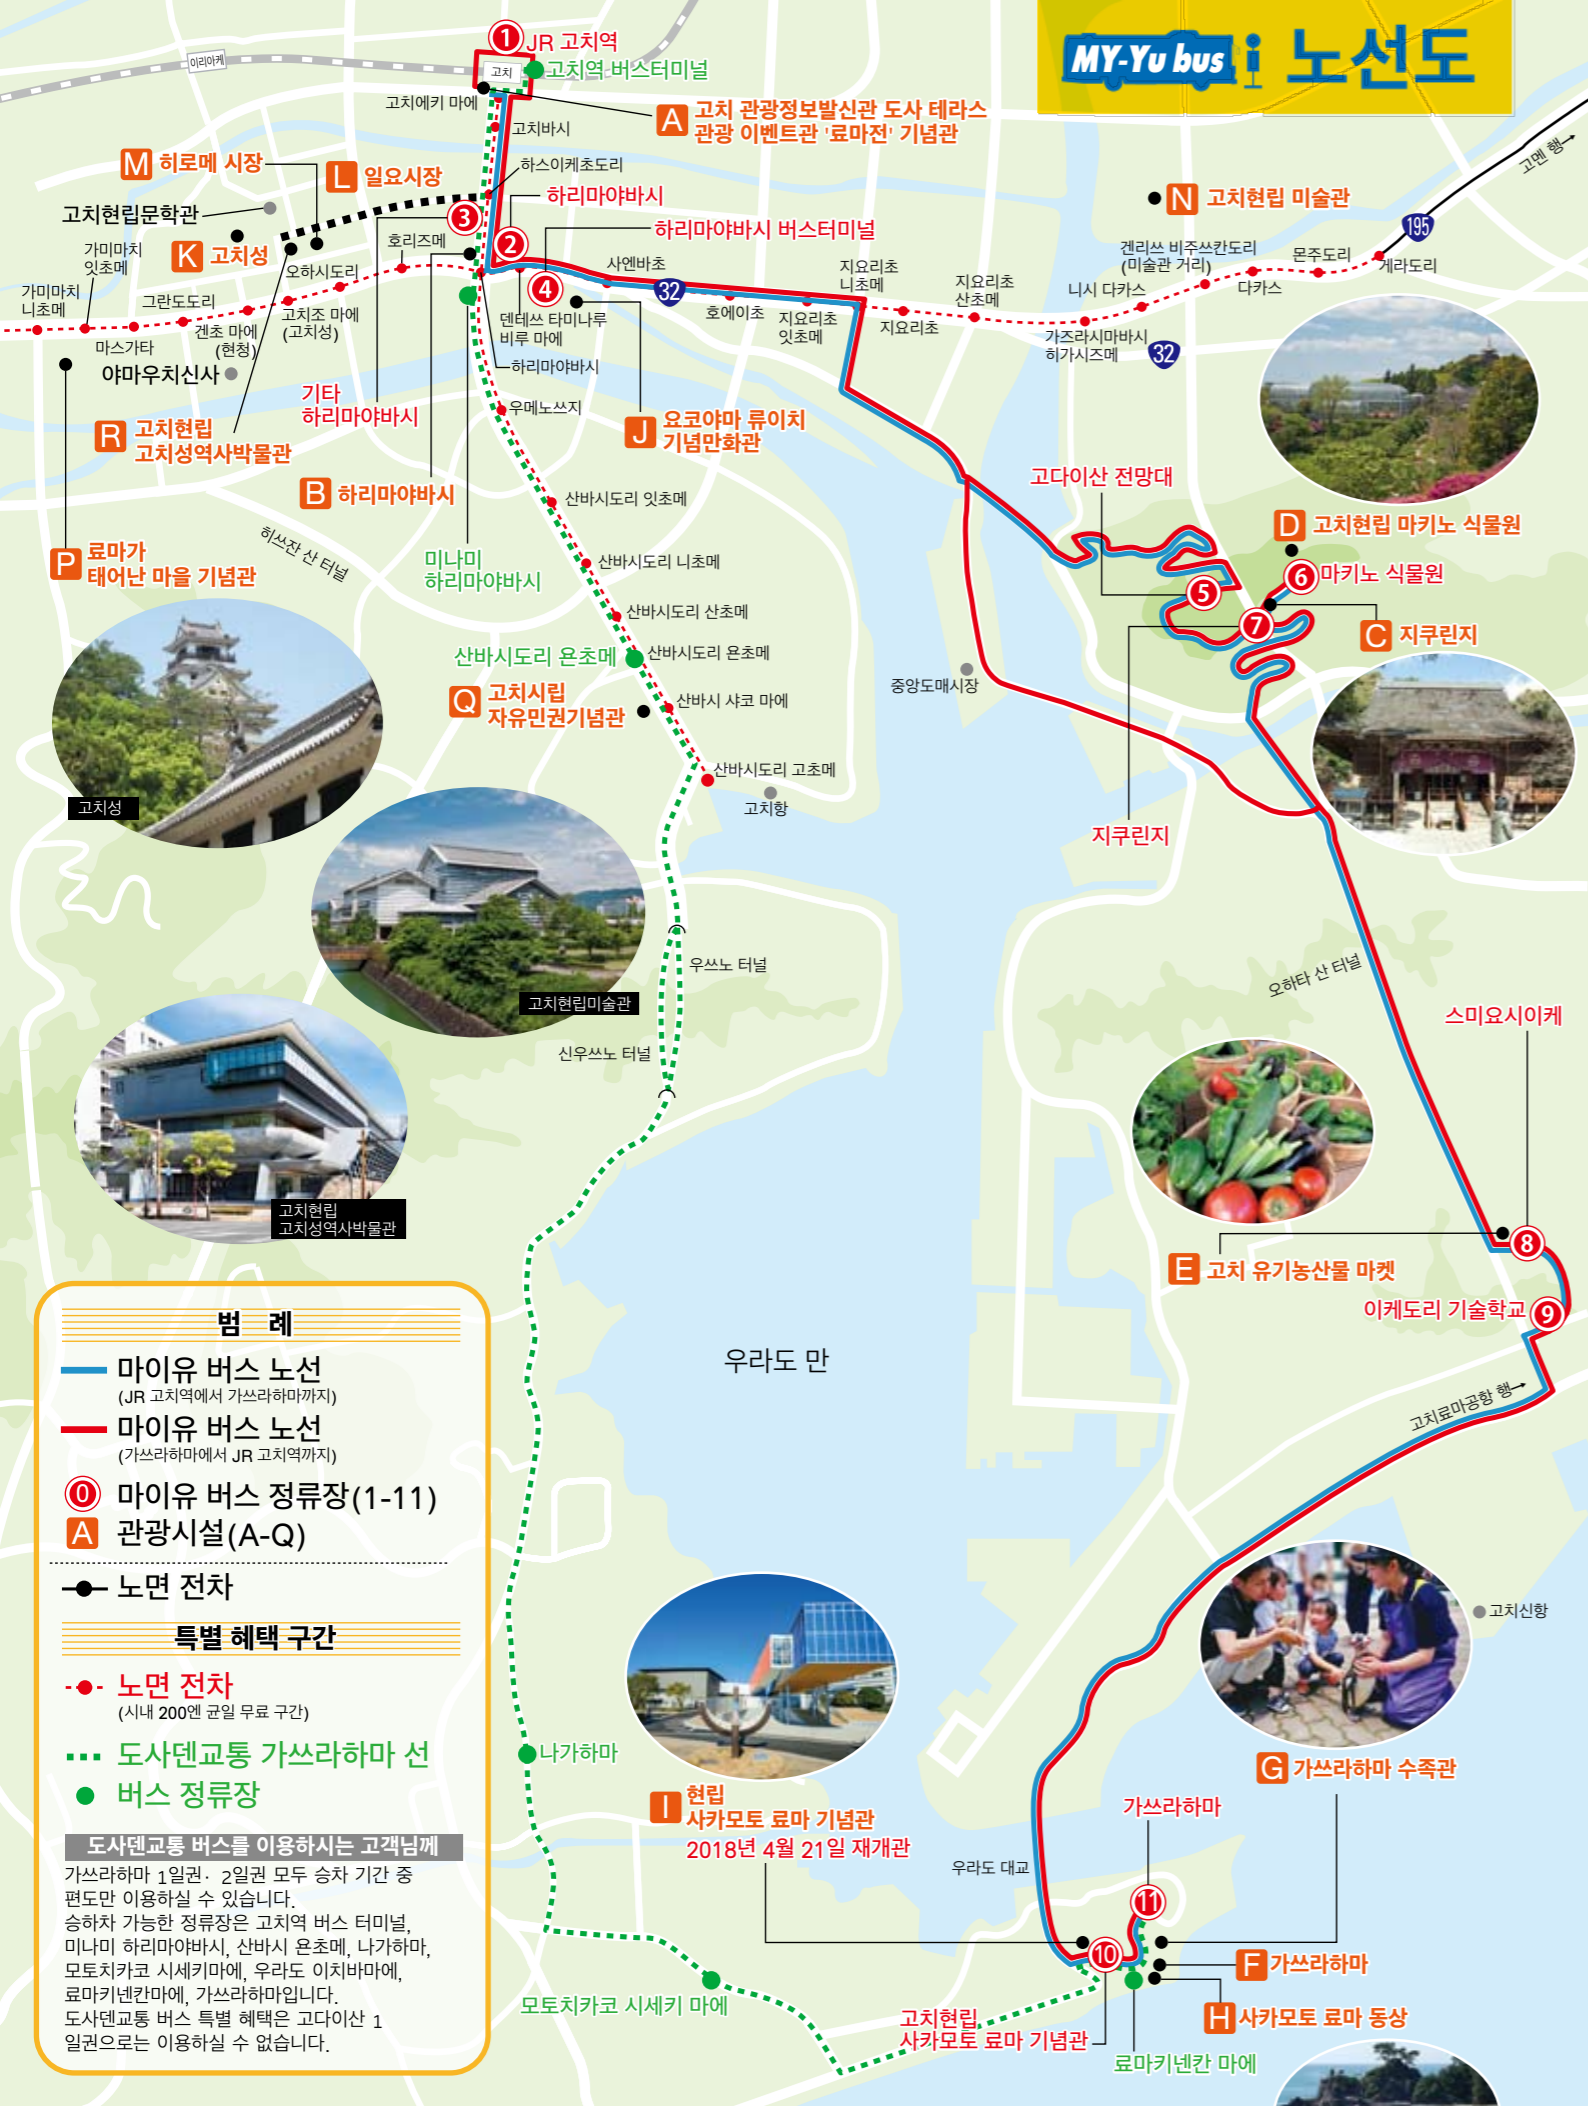 MY-Yu bus 노선도
1 JR 고치역
이리아케
고치
고치역 버스터미널
고치에키 마에
A 고치 관광정보발신관 도사 테라스
관광 이벤트관 '료마전' 기념관
고치바시
고멘 행
M 히로메 시장
L 일요시장
하스이케초도리
하리마야바시
N 고치현립 미술관
고치현립문학관
3
2
하리마야바시 버스터미널
195
K 고치성
가미마치
잇초메
오하시도리
호리즈메
사엔바초
지요리초
니초메
지요리초
산초메
겐리쓰 비주쓰칸도리
(미술관 거리)
몬주도리
게라도리
니시 다카스
다카스
가미마치
니초메
그란도도리
고치조 마에
(고치성)
4
32
호에이초
지요리초
잇초메
지요리초
마스가타
겐초 마에
(현청)
덴테쓰 타미나루
비루 마에
가즈라시마바시
히가시즈메
32
야마우치신사
하리마야바시
기타
하리마야바시
우메노쓰지
J 요코야마 류이치
기념만화관
R 고치현립
고치성역사박물관
B 하리마야바시
산바시도리 잇초메
고다이산 전망대
D 고치현립 마키노 식물원
히쓰잔 산 터널
P 료마가
태어난 마을 기념관
미나미
하리마야바시
산바시도리 니초메
5
6 마키노 식물원
산바시도리 산초메
7
C 지쿠린지
산바시도리 욘초메
산바시도리 욘초메
Q 고치시립
자유민권기념관
산바시 샤코 마에
중앙도매시장
산바시도리 고초메
고치항
고치성
지쿠린지
우쓰노 터널
오하타 산 터널
고치현립미술관
스미요시이케
신우쓰노 터널
고치현립
고치성역사박물관
8
E 고치 유기농산물 마켓
이케도리 기술학교 9
우라도 만
고치료마공항 행
범 례
마이유 버스 노선
(JR 고치역에서 가쓰라하마까지)
마이유 버스 노선
(가쓰라하마에서 JR 고치역까지)
0 마이유 버스 정류장(1-11)
A 관광시설(A-Q)
노면 전차
특별 혜택 구간
노면 전차
(시내 200엔 균일 무료 구간)
도사덴교통 가쓰라하마 선
버스 정류장
도사덴교통 버스를 이용하시는 고객님께
가쓰라하마 1일권· 2일권 모두 승차 기간 중
편도만 이용하실 수 있습니다.
승하차 가능한 정류장은 고치역 버스 터미널,
미나미 하리마야바시, 산바시 욘초메, 나가하마,
모토치카코 시세키마에, 우라도 이치바마에,
료마키넨칸마에, 가쓰라하마입니다.
도사덴교통 버스 특별 혜택은 고다이산 1
일권으로는 이용하실 수 없습니다.
고치신항
나가하마
G 가쓰라하마 수족관
I 현립
사카모토 료마 기념관
2018년 4월 21일 재개관
가쓰라하마
우라도 대교
11
10
F 가쓰라하마
모토치카코 시세키 마에
고치현립
사카모토 료마 기념관
H 사카모토 료마 동상
료마키넨칸 마에